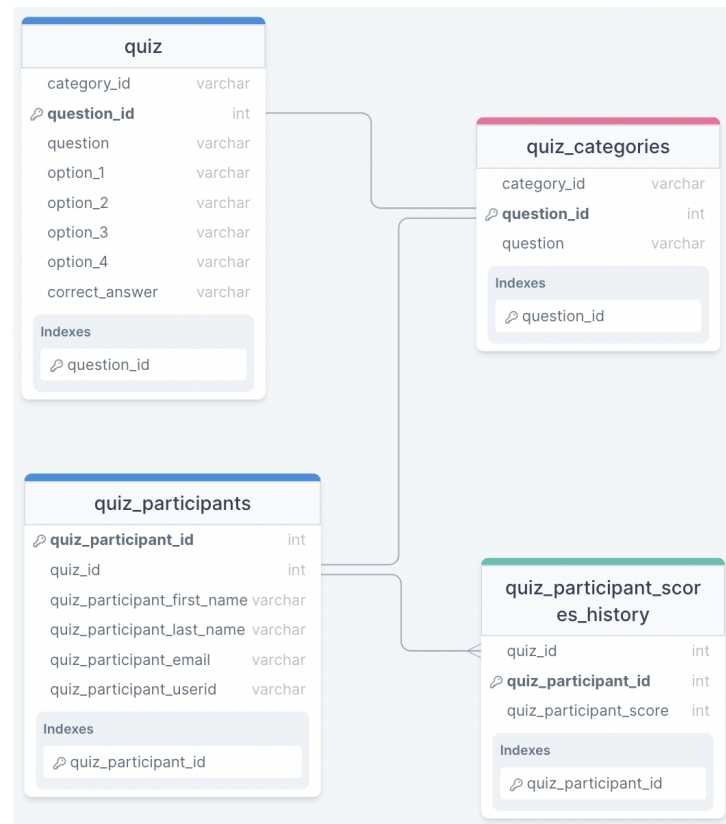 quiz
category_id varchar
question_id int
question varchar
option_1 varchar
option_2 varchar
option_3 varchar
option_4 varchar
correct_answer varchar
Indexes
question_id
quiz_categories
category_id varchar
question_id int
question varchar
Indexes
question_id
quiz_participants
quiz_participant_id int
quiz_id int
quiz_participant_first_name varchar
quiz_participant_last_name varchar
quiz_participant_email varchar
quiz_participant_userid varchar
Indexes
quiz_participant_id
quiz_participant_scor
es_history
quiz_id int
quiz_participant_id int
quiz_participant_score int
Indexes
quiz_participant_id